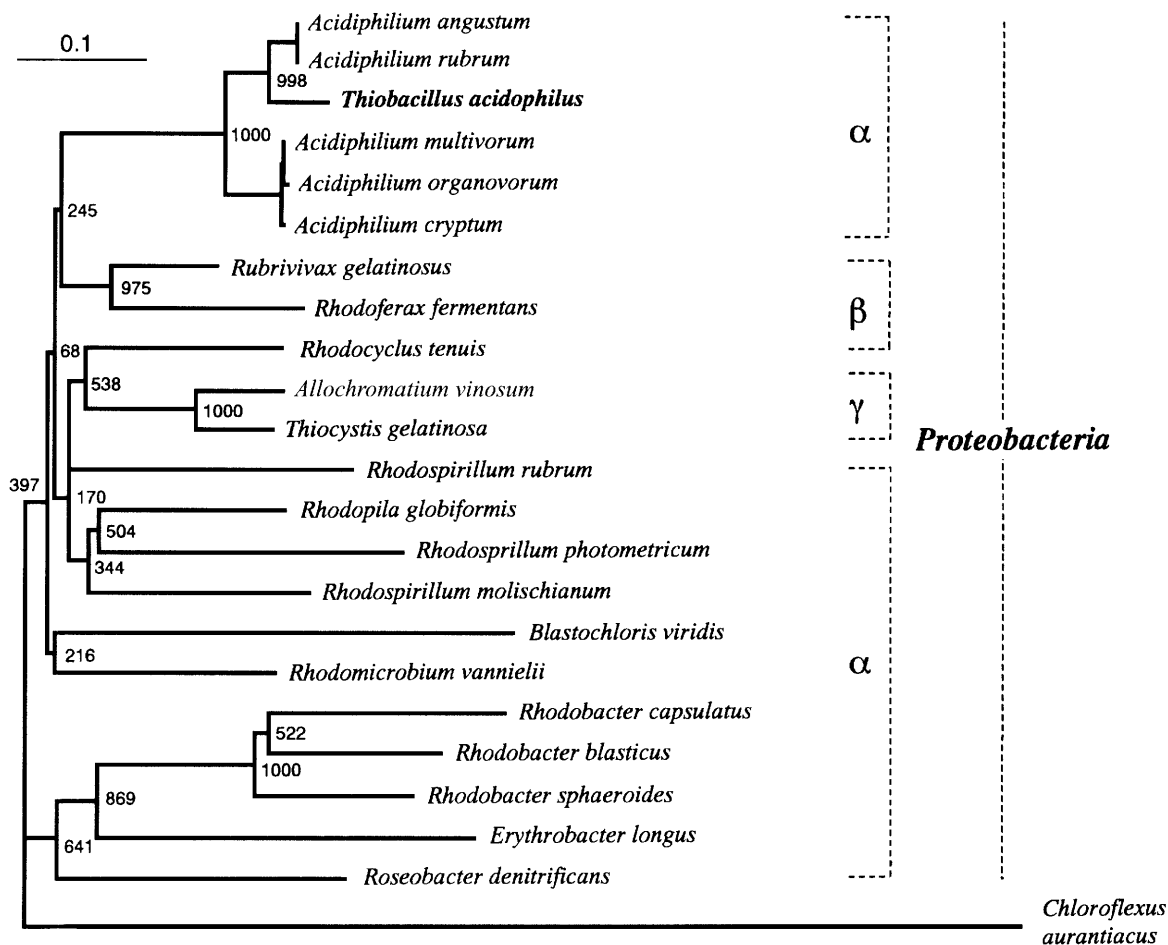 0.1
Acidiphilium angustum
Acidiphilium rubrum
998
Thiobacillus acidophilus
1000
Acidiphilium multivorum
α
Acidiphilium organovorum
245
Acidiphilium cryptum
Rubrivivax gelatinosus
975
Rhodoferax fermentans
β
68
Rhodocyclus tenuis
538
Allochromatium vinosum
1000
γ
Thiocystis gelatinosa
Proteobacteria
Rhodospirillum rubrum
397
170
Rhodopila globiformis
504
Rhodosprillum photometricum
344
Rhodospirillum molischianum
Blastochloris viridis
216
α
Rhodomicrobium vannielii
Rhodobacter capsulatus
522
Rhodobacter blasticus
1000
Rhodobacter sphaeroides
869
Erythrobacter longus
641
Roseobacter denitrificans
Chloroflexus
aurantiacus